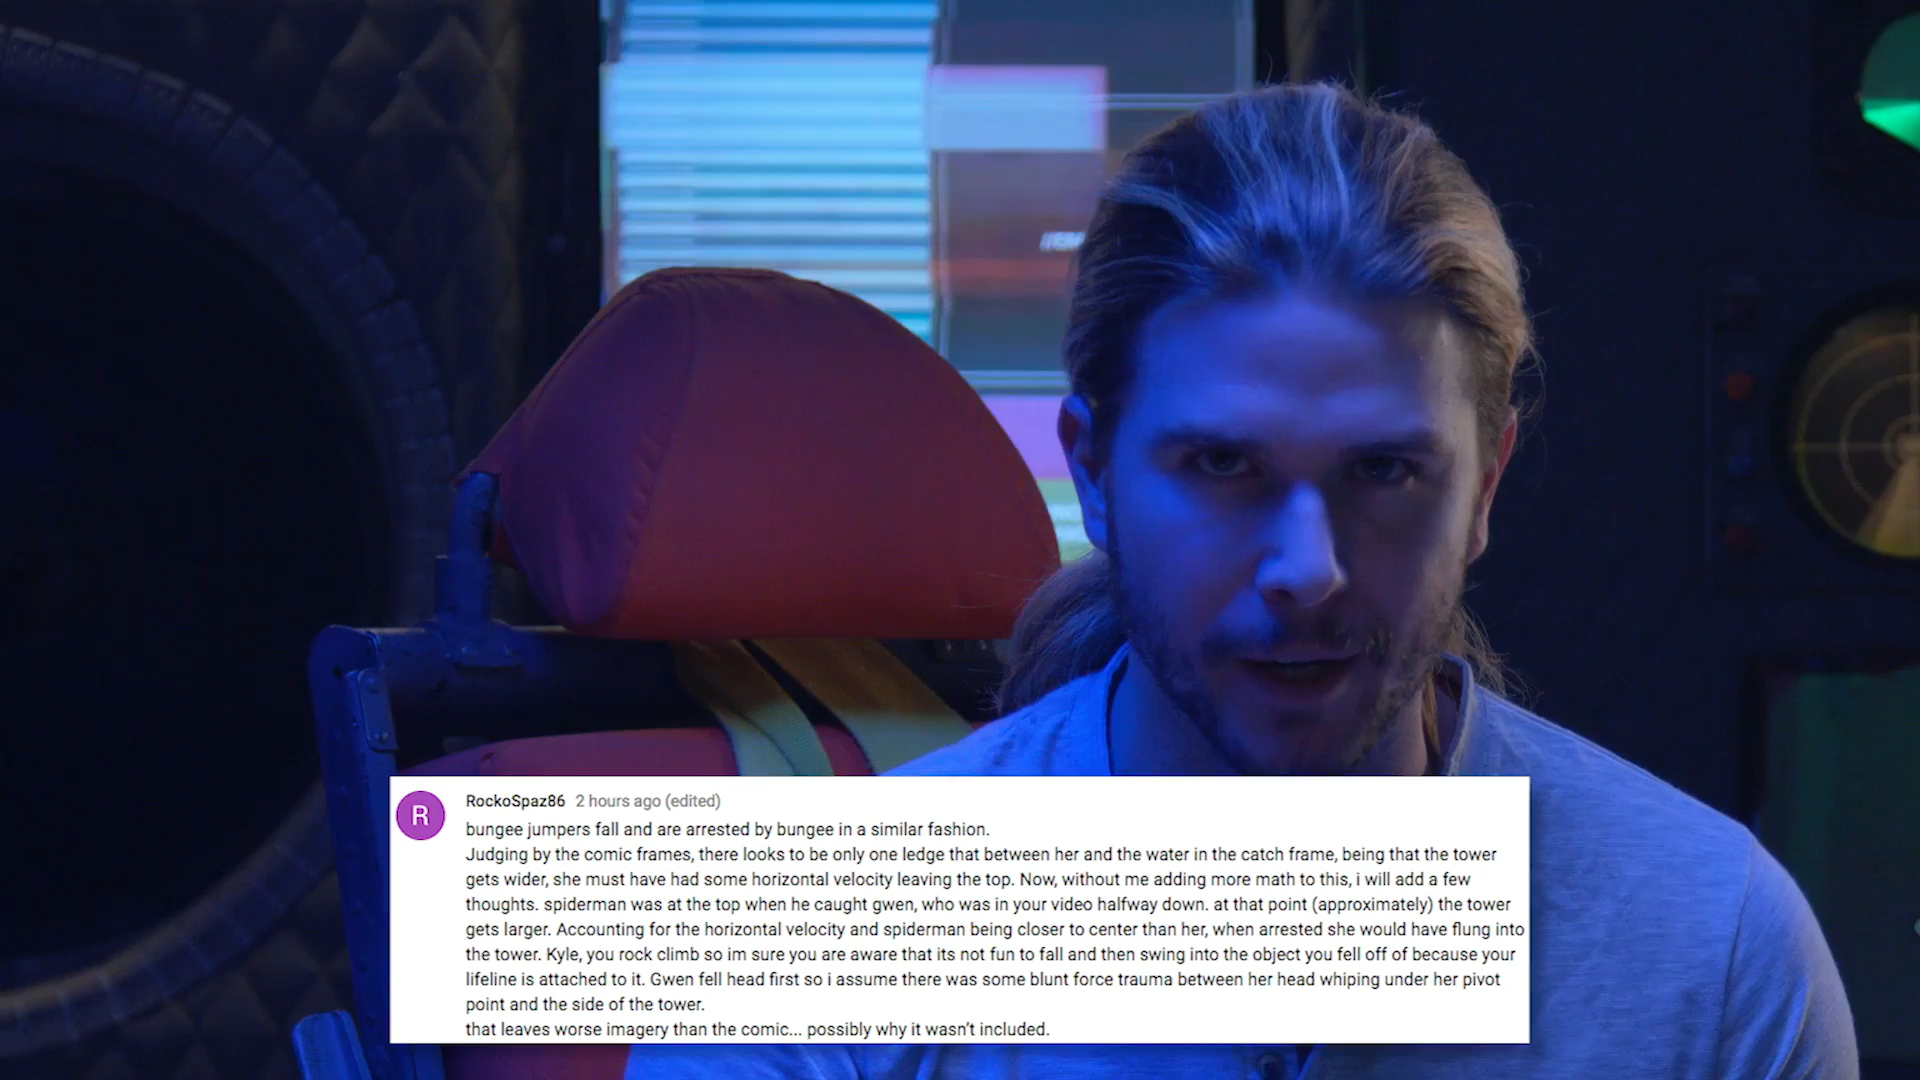 R
RockoSpaz86 2 hours ago (edited)
bungee jumpers fall and are arrested by bungee in a similar fashion.
Judging by the comic frames, there looks to be only one ledge that between her and the water in the catch frame, being that the tower
gets wider, she must have had some horizontal velocity leaving the top. Now, without me adding more math to this, i will add a few
thoughts. spiderman was at the top when he caught gwen, who was in your video halfway down. at that point (approximately) the tower
gets larger. Accounting for the horizontal velocity and spiderman being closer to center than her, when arrested she would have flung into
the tower. Kyle, you rock climb so im sure you are aware that its not fun to fall and then swing into the object you fell off of because your
lifeline is attached to it. Gwen fell head first so i assume there was some blunt force trauma between her head whiping under her pivot
point and the side of the tower.
that leaves worse imagery than the comic... possibly why it wasn't included.